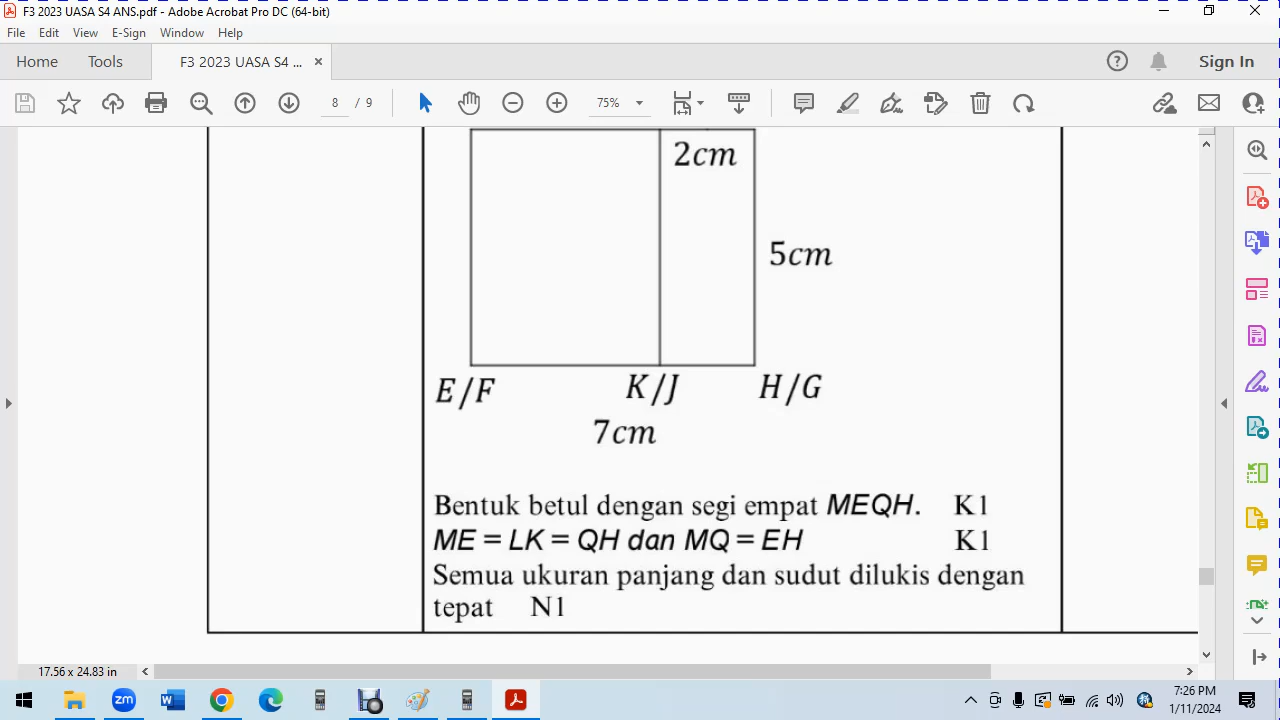 F3 2023 UASA S4 ANS.pdf - Adobe Acrobat Pro DC (64-bit)
File Edit View E-Sign Window Help
Home Tools F3 2023 UASA S4 ... × Sign In
8 / 9 75%
2cm
5cm
E/F K/J H/G
7cm
Bentuk betul dengan segi empat MEQH. K1
ME = LK = QH dan MQ = EH K1
Semua ukuran panjang dan sudut dilukis dengan
tepat N1
17.56 x 24.83 in
zm W
7:26 PM
1/11/2024